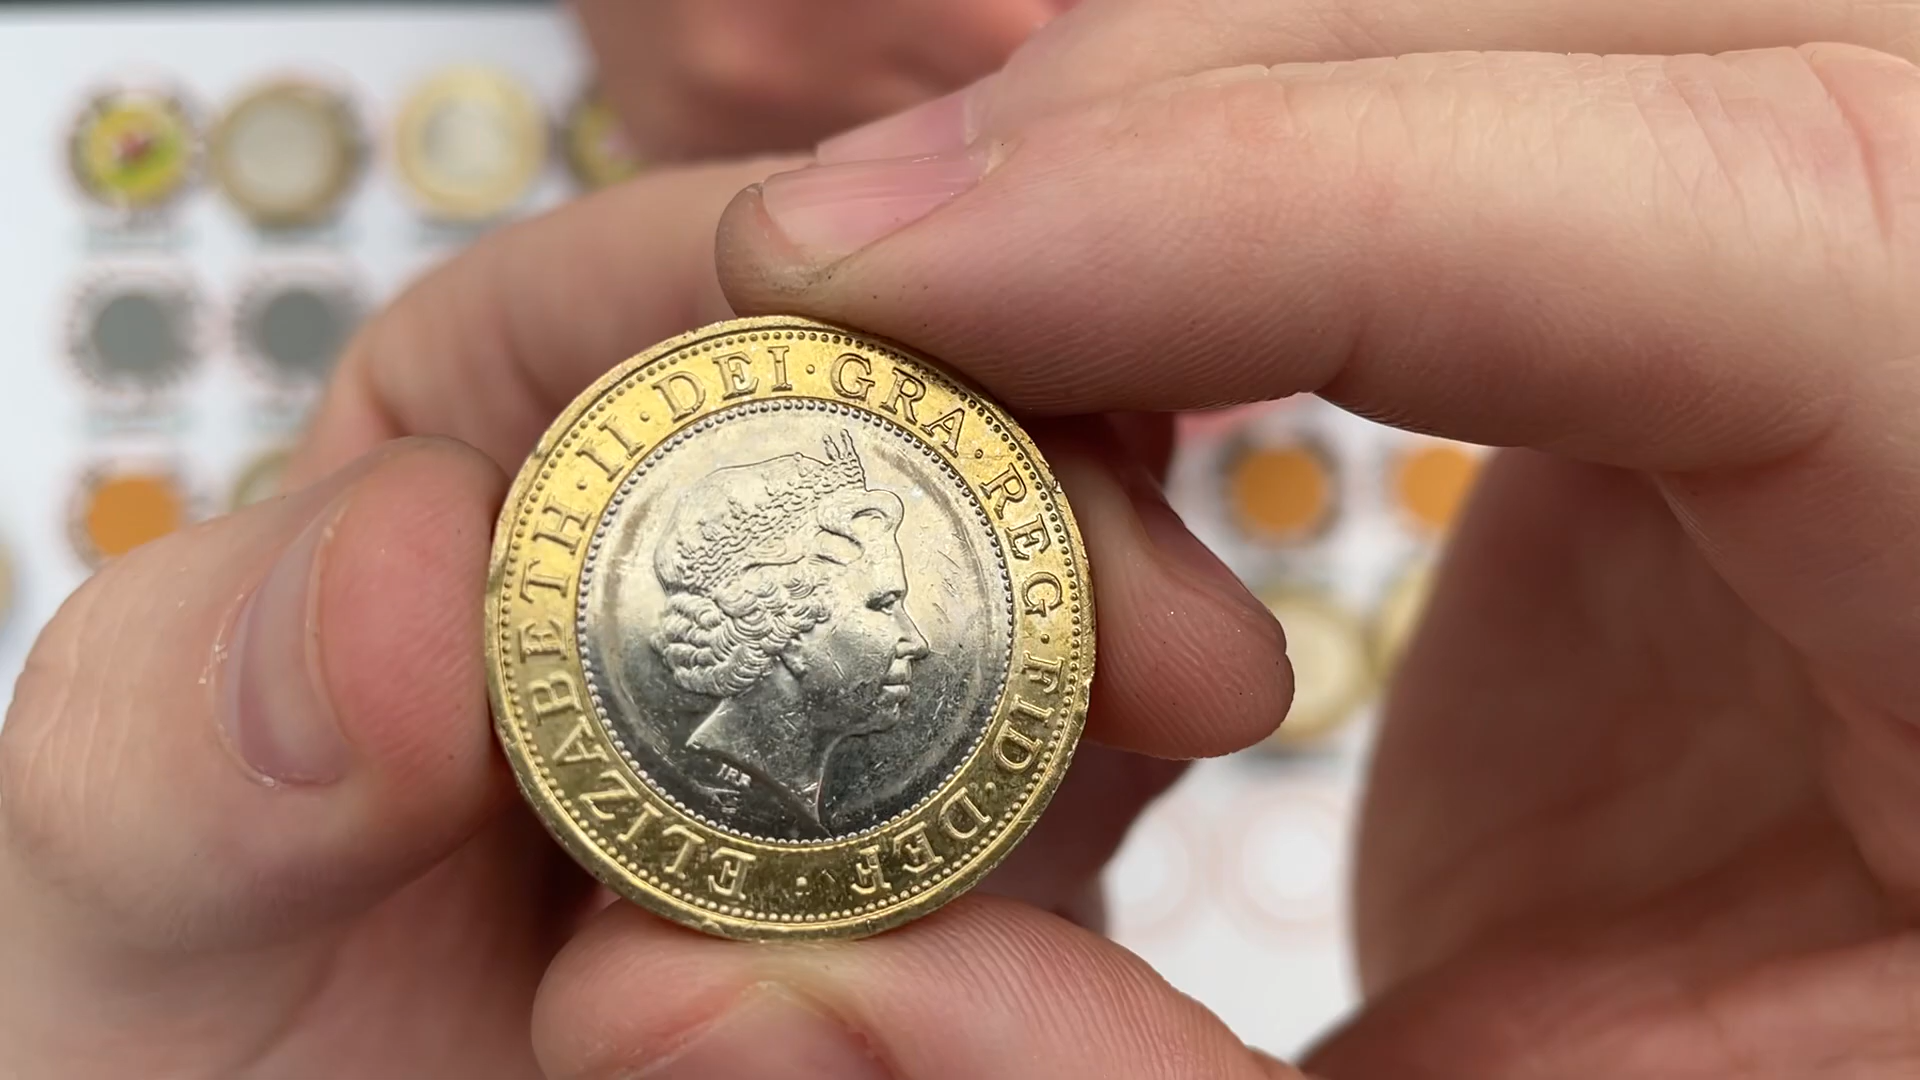 ELIZABETH · II · DEI · GRA · REG · FID · DEF ·
IRB